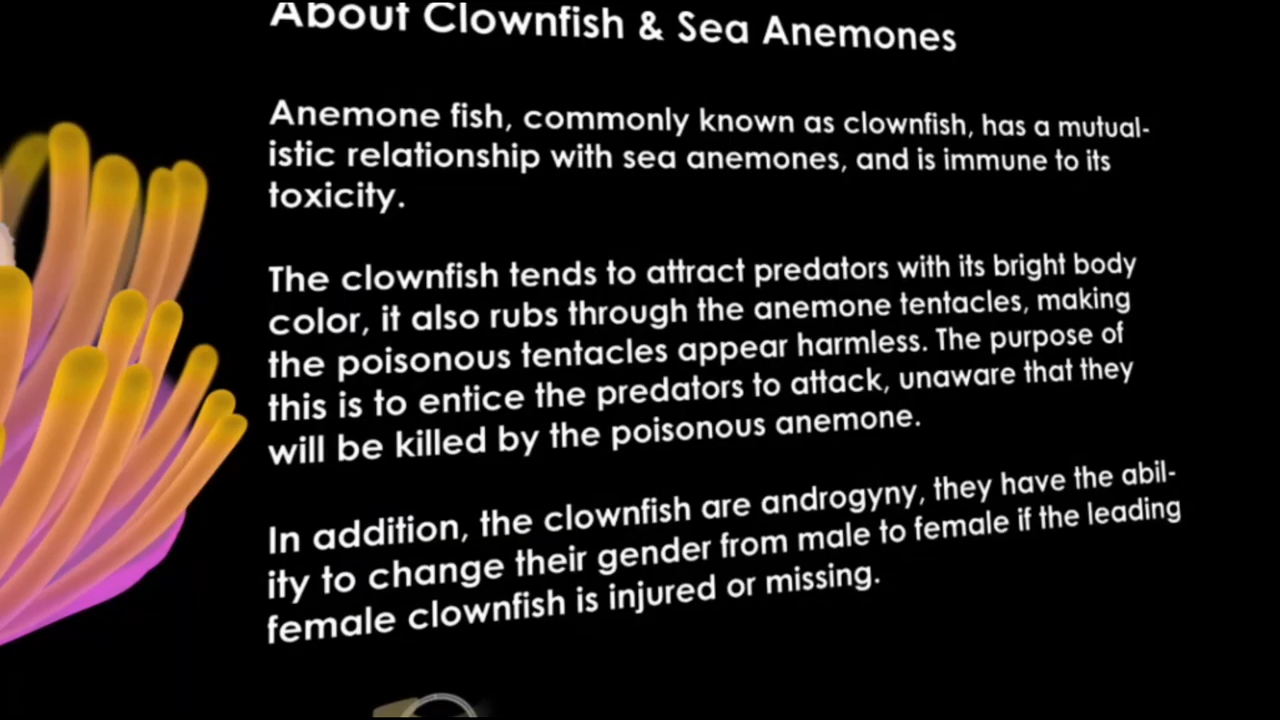 About Clownfish & Sea Anemones
Anemone fish, commonly known as clownfish, has a mutual-
istic relationship with sea anemones, and is immune to its
toxicity.
The clownfish tends to attract predators with its bright body
color, it also rubs through the anemone tentacles, making
the poisonous tentacles appear harmless. The purpose of
this is to entice the predators to attack, unaware that they
will be killed by the poisonous anemone.
In addition, the clownfish are androgyny, they have the abil-
ity to change their gender from male to female if the leading
female clownfish is injured or missing.